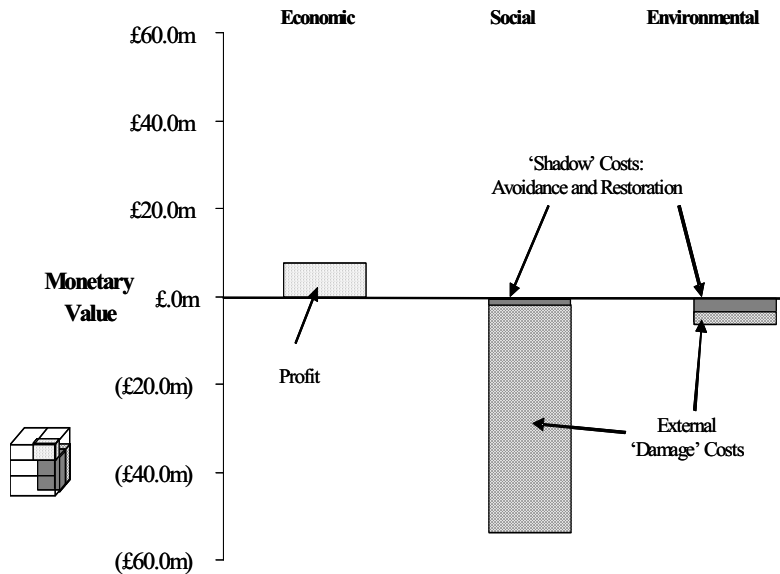 Economic
Social
Environmental
£60.0m
£40.0m
£20.0m
£.0m
(£20.0m)
(£40.0m)
(£60.0m)
Monetary
Value
‘Shadow’ Costs:
Avoidance and Restoration
Profit
External
‘Damage’ Costs